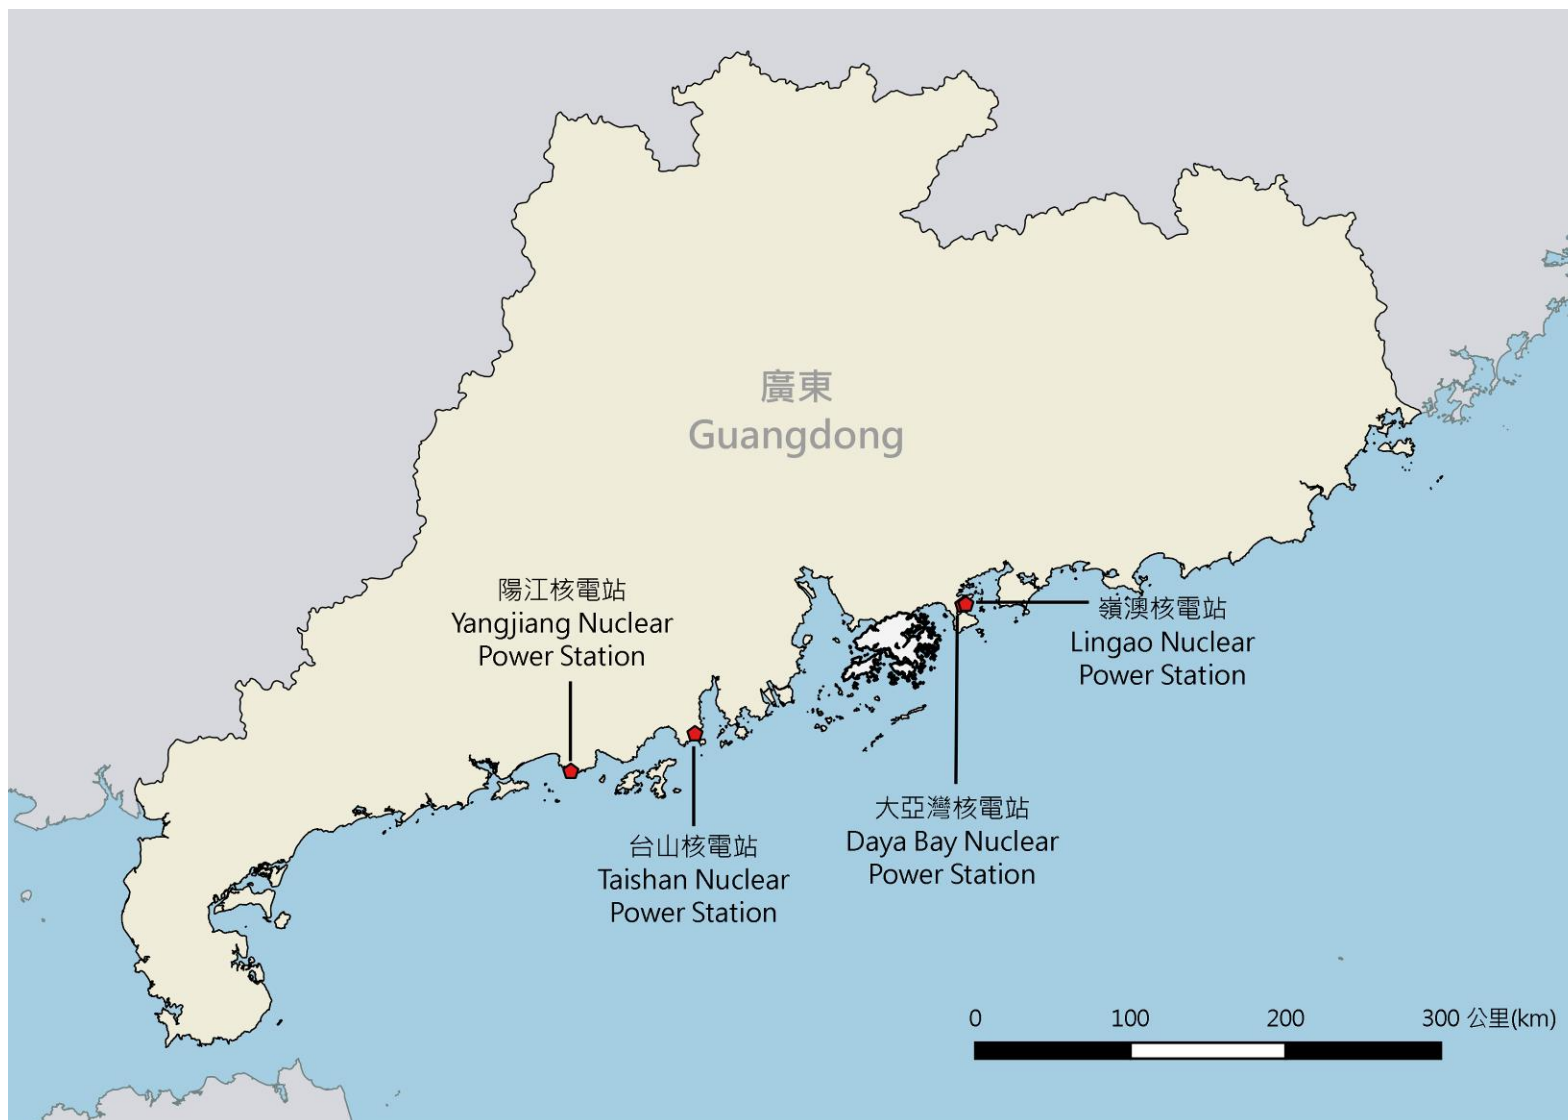 廣東
Guangdong
陽江核電站
Yangjiang Nuclear
Power Station
嶺澳核電站
Lingao Nuclear
Power Station
台山核電站
Taishan Nuclear
Power Station
大亞灣核電站
Daya Bay Nuclear
Power Station
0 100 200 300 公里(km)